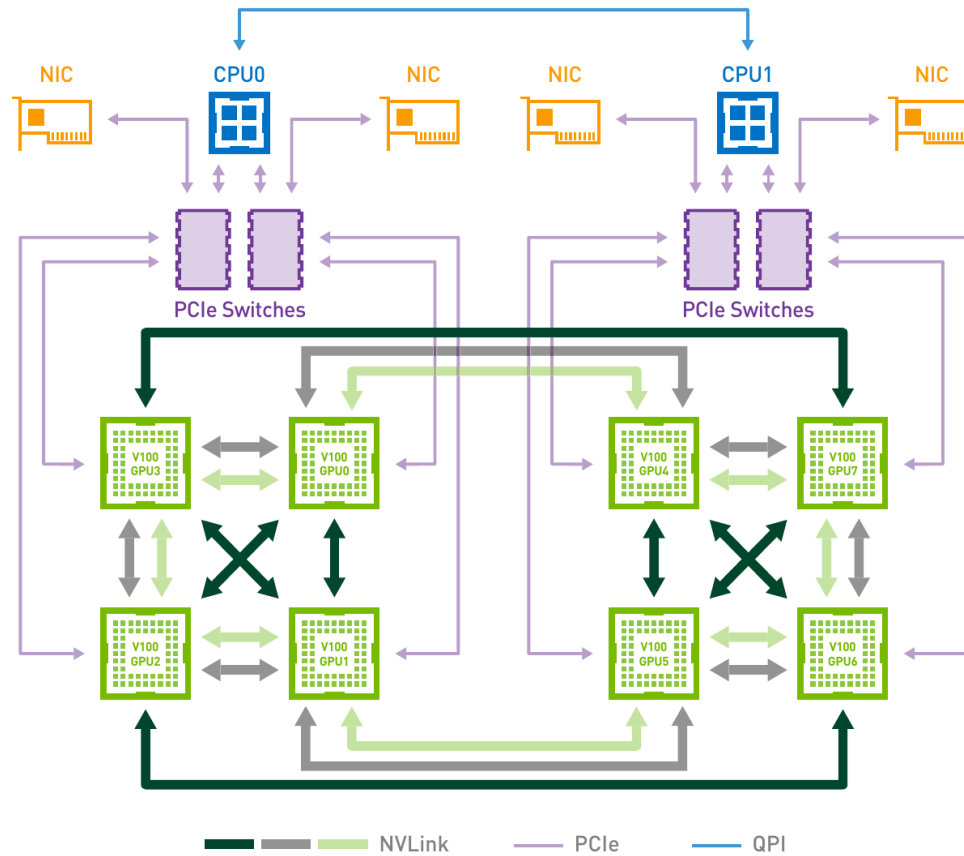 NIC
CPU0
NIC
NIC
CPU1
NIC
PCIe Switches
PCIe Switches
V100
GPU3
V100
GPU0
V100
GPU4
V100
GPU7
V100
GPU2
V100
GPU1
V100
GPU5
V100
GPU6
NVLink
PCIe
QPI